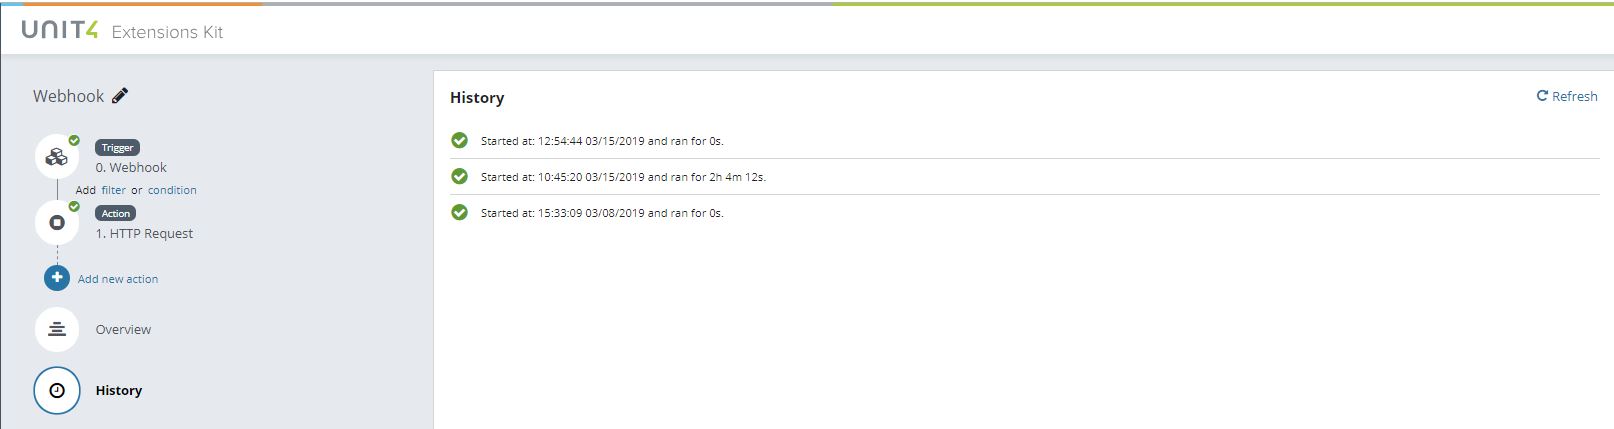 UNIT4 Extensions Kit
Webhook
Trigger
0. Webhook
Add filter or condition
Action
1. HTTP Request
Add new action
Overview
History
History
Refresh
Started at: 12:54:44 03/15/2019 and ran for 0s.
Started at: 10:45:20 03/15/2019 and ran for 2h 4m 12s.
Started at: 15:33:09 03/08/2019 and ran for 0s.